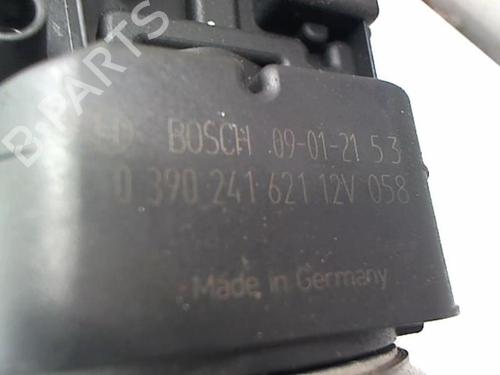 BOSCH 09-01-21 53
0 390 241 621 12V 058
Made in Germany
B PARTS